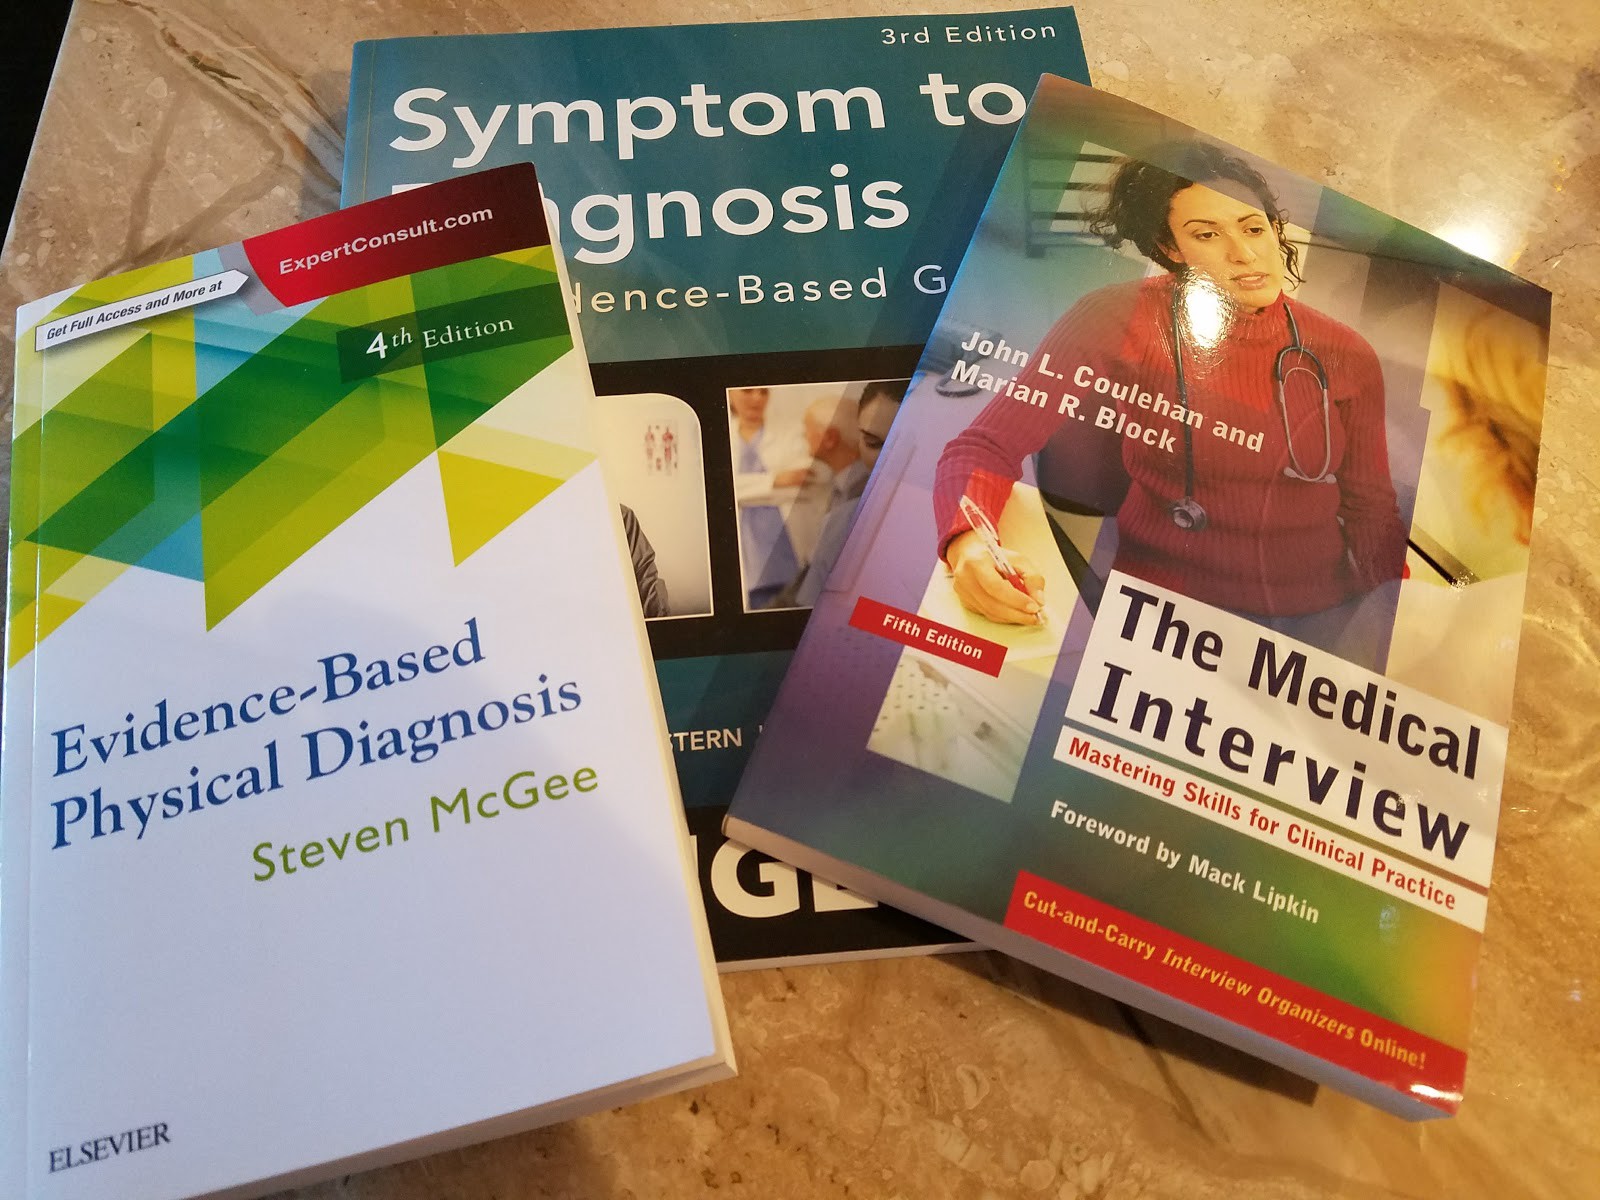 Get Full Access and More at
ExpertConsult.com
4th Edition
Evidence-Based
Physical Diagnosis
Steven McGee
ELSEVIER
3rd Edition
Symptom to
gnosis
dence-Based G
STERN
John L. Coulehan and
Marian R. Block
Fifth Edition
The Medical
Interview
Mastering Skills for Clinical Practice
Foreword by Mack Lipkin
Cut-and-Carry Interview Organizers Online!